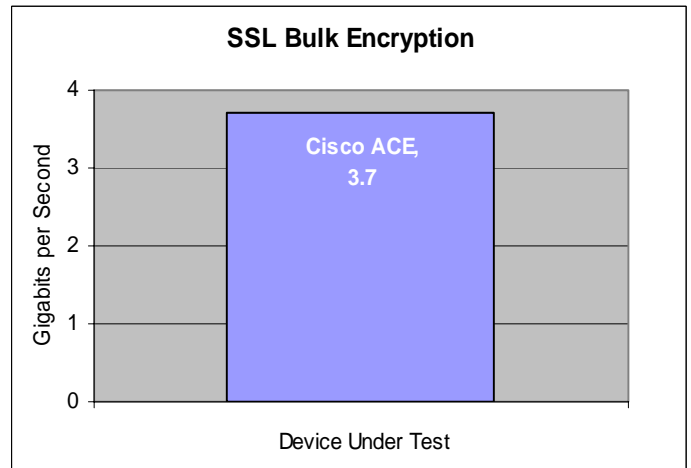 SSL Bulk Encryption
Gigabits per Second
4
3
2
1
0
Cisco ACE,
3.7
Device Under Test